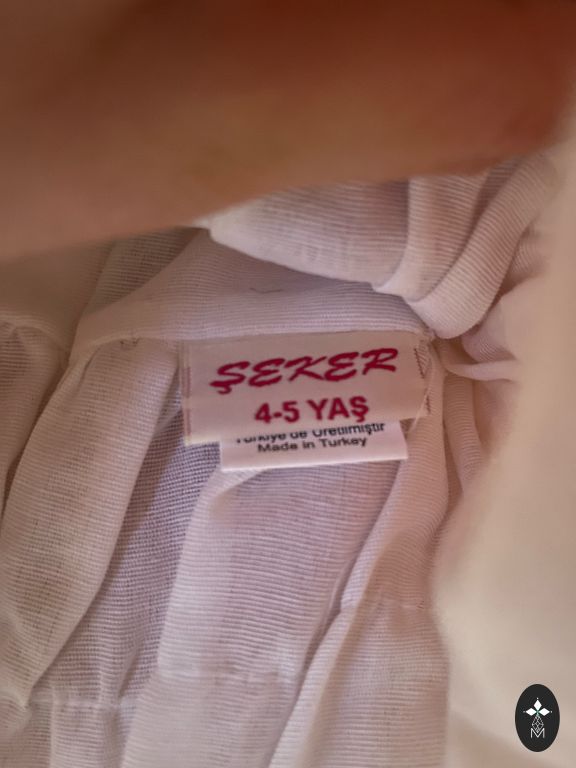 ŞEKER
4-5 YAŞ
Türkiye'de Üretilmiştir
Made in Turkey
M